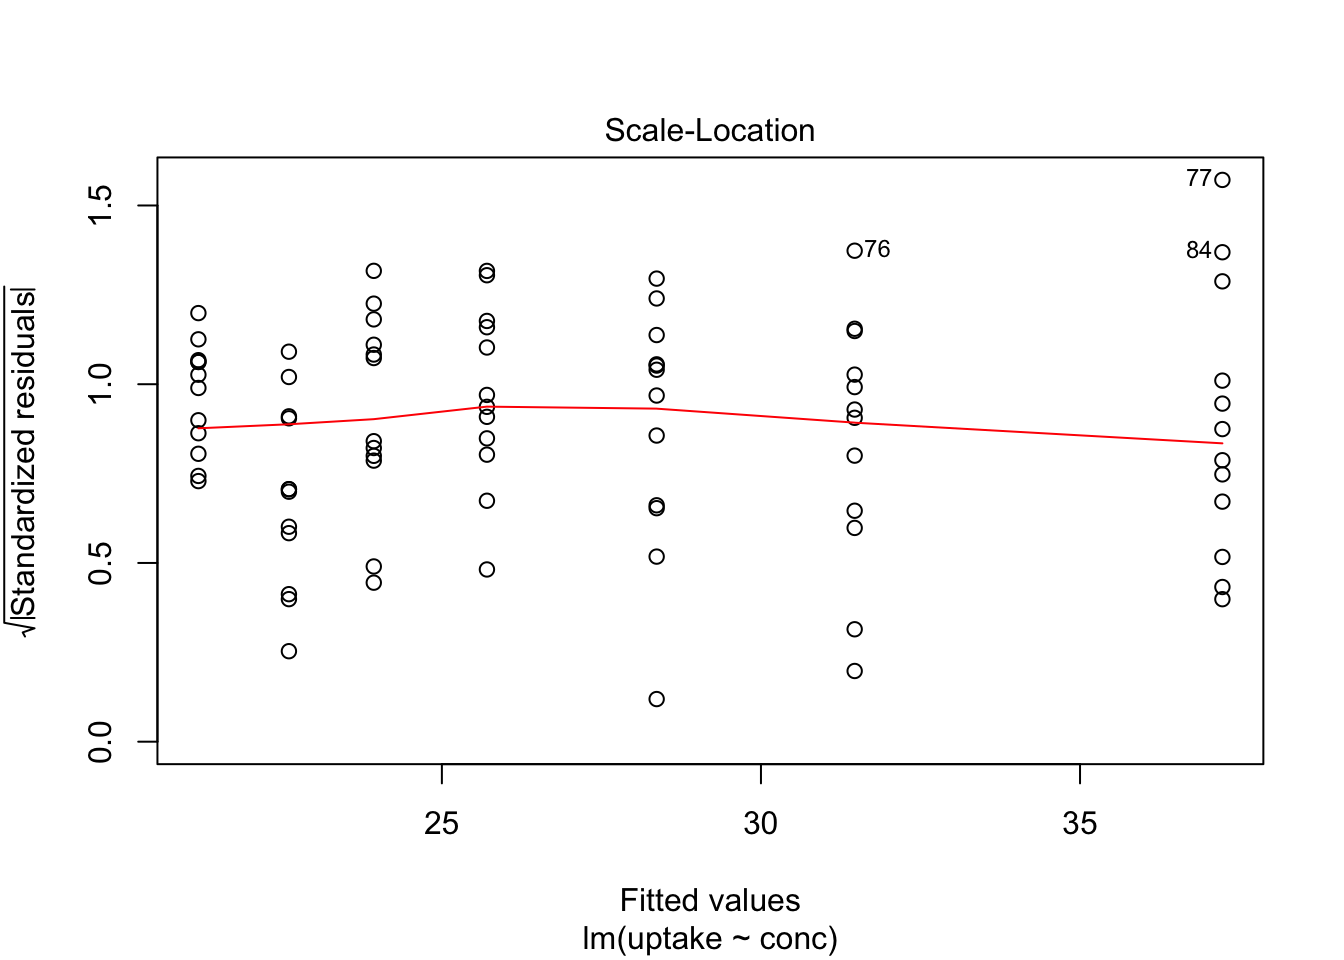 Scale-Location
√|Standardized residuals|
1.5
1.0
0.5
0.0
77
84
76
25 30 35
Fitted values
lm(uptake ~ conc)